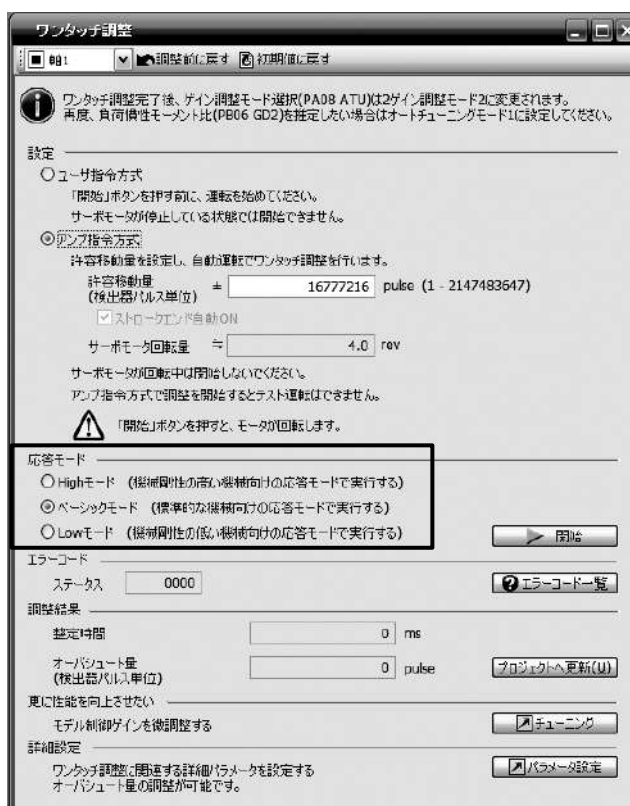 ワンタッチ調整
軸1 調整前に戻す 初期値に戻す
ワンタッチ調整完了後、ゲイン調整モード選択(PA08 ATU)は2ゲイン調整モード2に変更されます。
再度、負荷慣性モーメント比(PB06 GD2)を推定したい場合はオートチューニングモード1に設定してください。
設定
ユーザ指令方式
「開始」ボタンを押す前に、運転を始めてください。
サーボモータが停止している状態では開始できません。
アンプ指令方式
許容移動量を設定し、自動運転でワンタッチ調整を行います。
許容移動量
(検出器パルス単位) ± 16777216 pulse (1 - 2147483647)
ストロークエンド自動ON
サーボモータ回転量 ≒ 4.0 rev
サーボモータが回転中は開始しないでください。
アンプ指令方式で調整を開始するとテスト運転はできません。
「開始」ボタンを押すと、モータが回転します。
応答モード
Highモード (機械剛性の高い機械向けの応答モードで実行する)
ベーシックモード (標準的な機械向けの応答モードで実行する)
Lowモード (機械剛性の低い機械向けの応答モードで実行する)
開始
エラーコード
ステータス 0000
エラーコード一覧
調整結果
整定時間 0 ms
オーバシュート量
(検出器パルス単位) 0 pulse
プロジェクトへ更新(U)
更に性能を向上させたい
モデル制御ゲインを微調整する
チューニング
詳細設定
ワンタッチ調整に関連する詳細パラメータを設定する
オーバシュート量の調整が可能です。
パラメータ設定